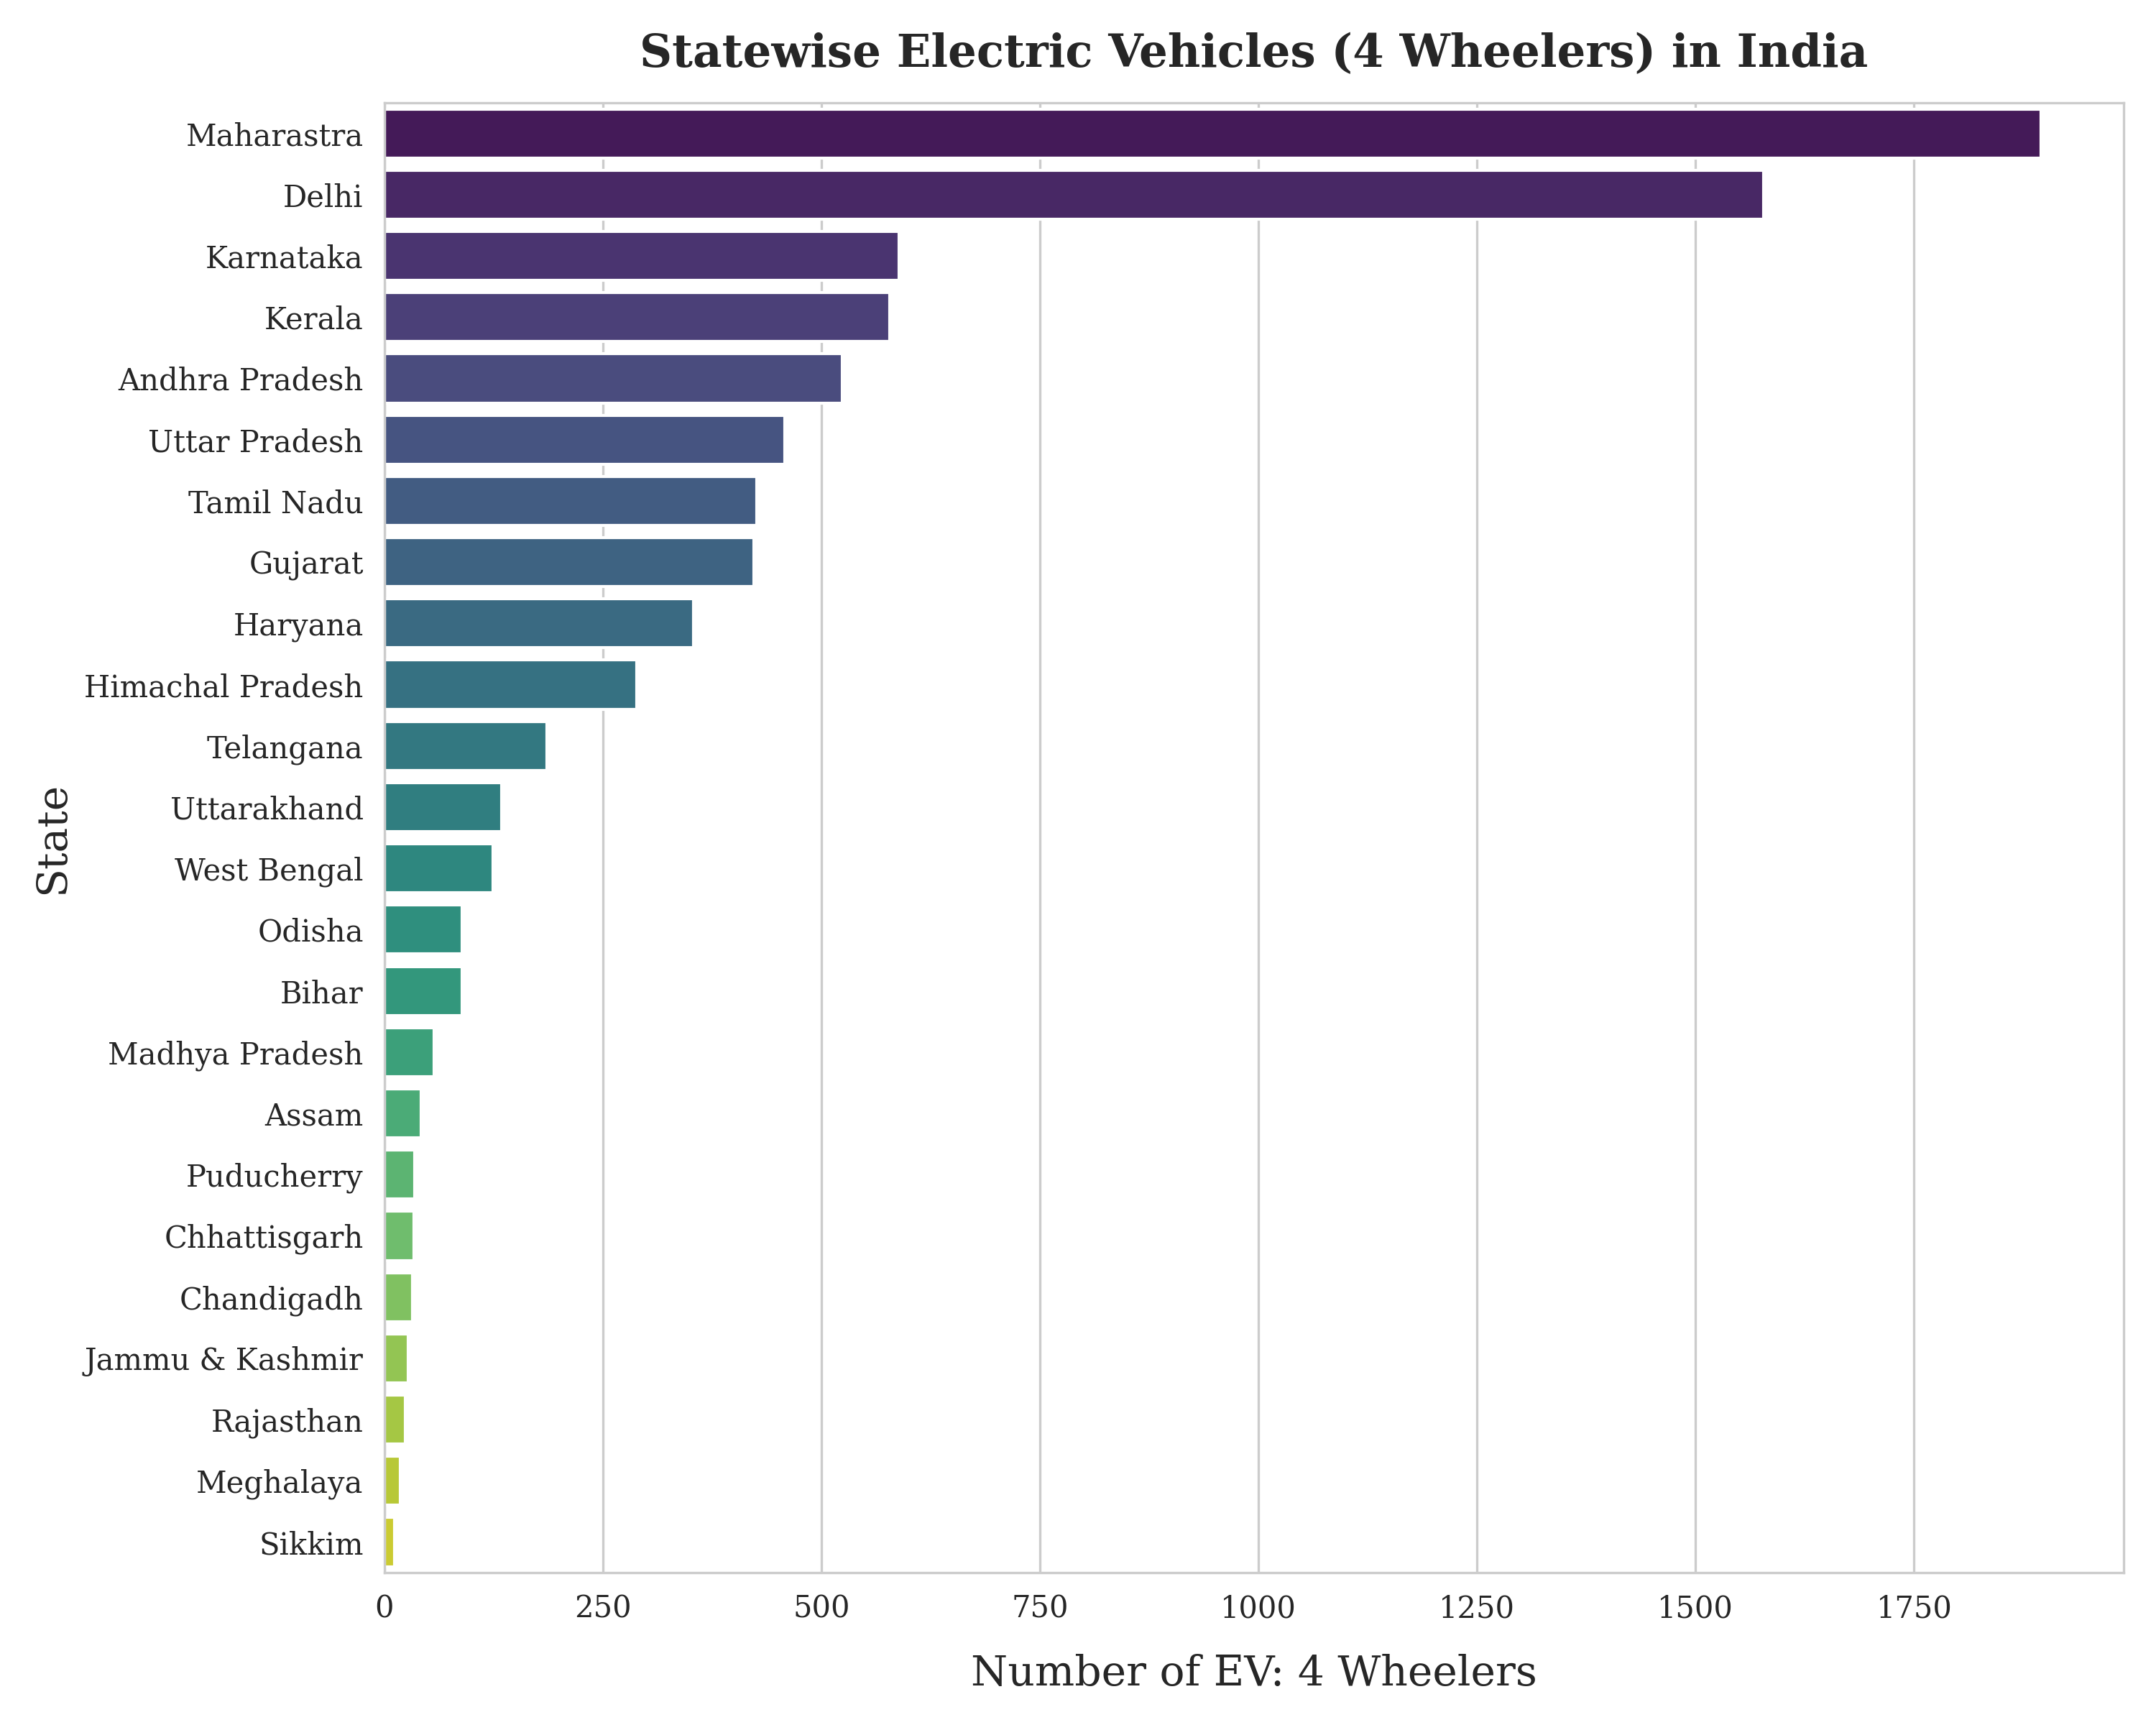 Statewise Electric Vehicles (4 Wheelers) in India
Maharastra
Delhi
Karnataka
Kerala
Andhra Pradesh
Uttar Pradesh
Tamil Nadu
Gujarat
Haryana
Himachal Pradesh
Telangana
Uttarakhand
West Bengal
Odisha
Bihar
Madhya Pradesh
Assam
Puducherry
Chhattisgarh
Chandigadh
Jammu & Kashmir
Rajasthan
Meghalaya
Sikkim
State
0 250 500 750 1000 1250 1500 1750
Number of EV: 4 Wheelers